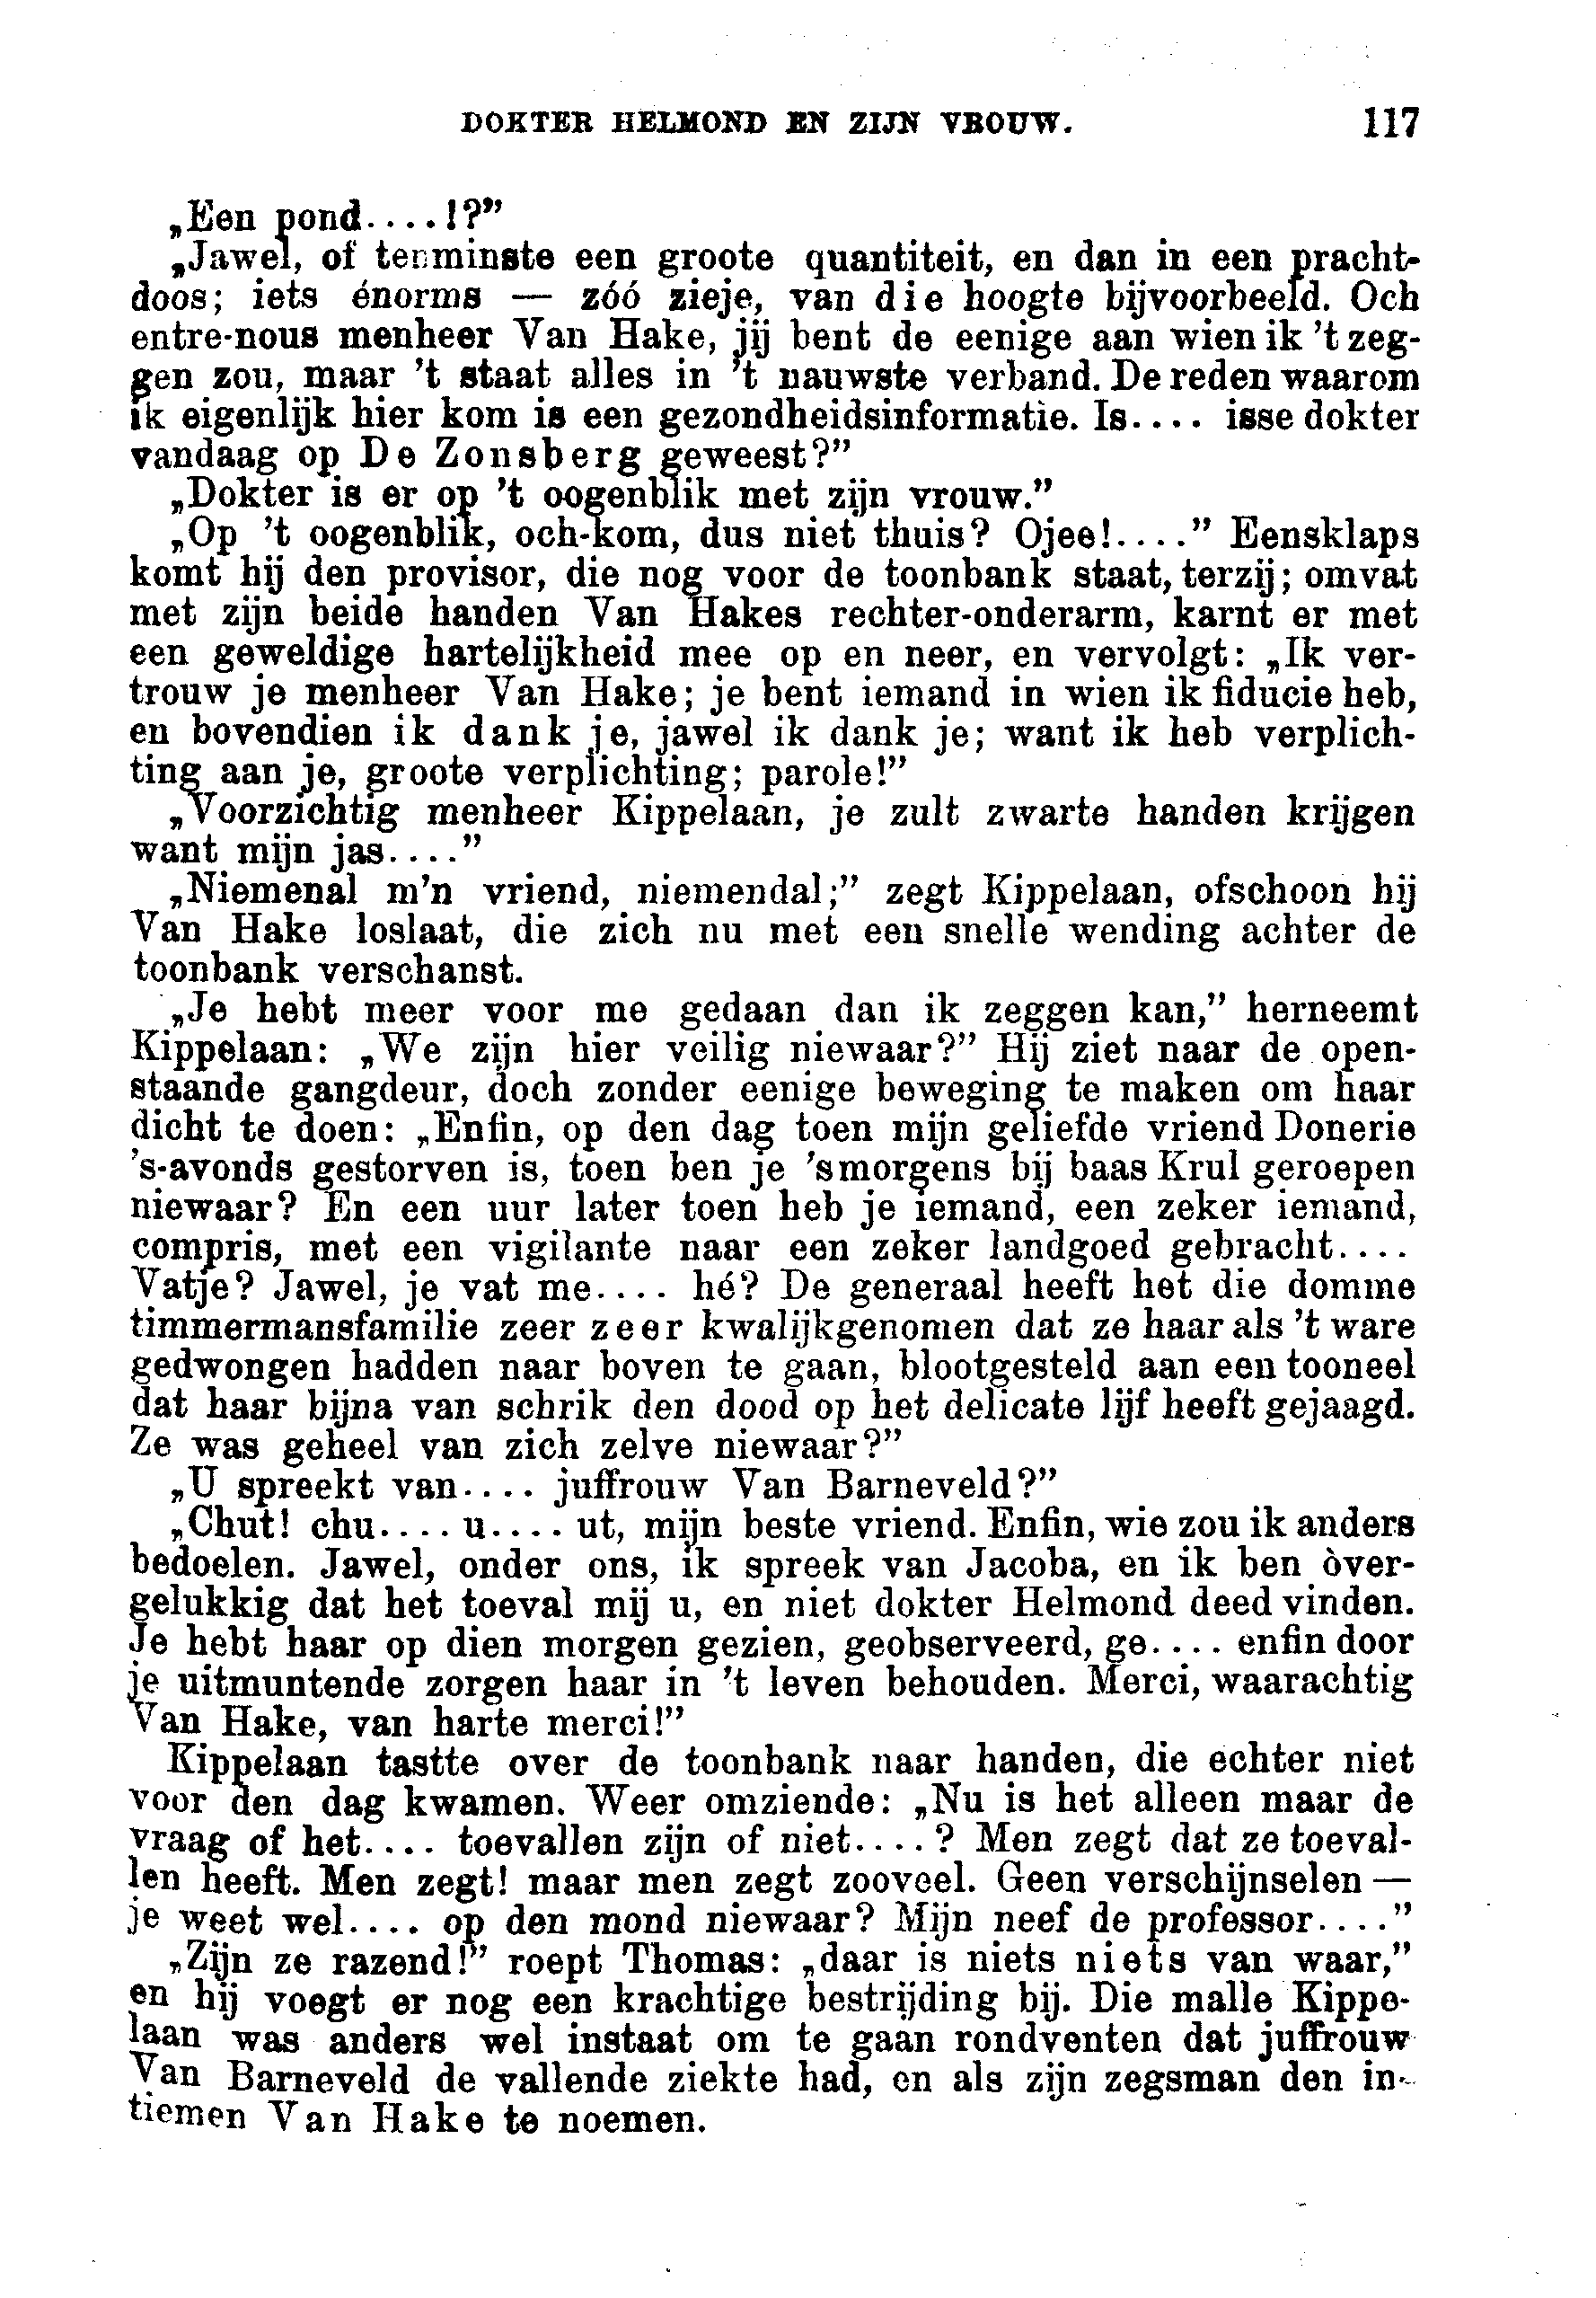 DOKTER HELMOND EN ZIJN VROUW. 117
„Een pond....!?”
„Jawel, of tenminste een groote quantiteit, en dan in een pracht-
doos; iets énorms — zóó zieje, van die hoogte bijvoorbeeld. Och
entre-nous menheer Van Hake, jij bent de eenige aan wien ik 't zeg-
gen zou, maar 't staat alles in 't nauwste verband. De reden waarom
ik eigenlijk hier kom is een gezondheidsinformatie. Is.... isse dokter
vandaag op De Zonsberg geweest?”
„Dokter is er op 't oogenblik met zijn vrouw.”
„Op 't oogenblik, och-kom, dus niet thuis? Ojee!....” Eensklaps
komt hij den provisor, die nog voor de toonbank staat, terzij; omvat
met zijn beide handen Van Hakes rechter-onderarm, karnt er met
een geweldige hartelijkheid mee op en neer, en vervolgt: „Ik ver-
trouw je menheer Van Hake; je bent iemand in wien ik fiducie heb,
en bovendien ik dank je, jawel ik dank je; want ik heb verplich-
ting aan je, groote verplichting; parole!”
„Voorzichtig menheer Kippelaan, je zult zwarte handen krijgen
want mijn jas....”
„Niemenal m'n vriend, niemendal;” zegt Kippelaan, ofschoon hij
Van Hake loslaat, die zich nu met een snelle wending achter de
toonbank verschanst.
„Je hebt meer voor me gedaan dan ik zeggen kan,” herneemt
Kippelaan: „We zijn hier veilig niewaar?” Hij ziet naar de open-
staande gangdeur, doch zonder eenige beweging te maken om haar
dicht te doen: „Enfin, op den dag toen mijn geliefde vriend Donerie
's-avonds gestorven is, toen ben je 'smorgens bij baas Krul geroepen
niewaar? En een uur later toen heb je iemand, een zeker iemand,
compris, met een vigilante naar een zeker landgoed gebracht....
Vatje? Jawel, je vat me.... hé? De generaal heeft het die domme
timmermansfamilie zeer zeer kwalijkgenomen dat ze haar als 't ware
gedwongen hadden naar boven te gaan, blootgesteld aan een tooneel
dat haar bijna van schrik den dood op het delicate lijf heeft gejaagd.
Ze was geheel van zich zelve niewaar?”
„U spreekt van.... juffrouw Van Barneveld?”
„Chut! chu.... u.... ut, mijn beste vriend. Enfin, wie zou ik anders
bedoelen. Jawel, onder ons, ik spreek van Jacoba, en ik ben òver-
gelukkig dat het toeval mij u, en niet dokter Helmond deed vinden.
Je hebt haar op dien morgen gezien, geobserveerd, ge.... enfin door
je uitmuntende zorgen haar in 't leven behouden. Merci, waarachtig
Van Hake, van harte merci!”
Kippelaan tastte over de toonbank naar handen, die echter niet
voor den dag kwamen. Weer omziende: „Nu is het alleen maar de
vraag of het.... toevallen zijn of niet....? Men zegt dat ze toeval-
len heeft. Men zegt! maar men zegt zooveel. Geen verschijnselen —
je weet wel.... op den mond niewaar? Mijn neef de professor....”
„Zijn ze razend!” roept Thomas: „daar is niets niets van waar,”
en hij voegt er nog een krachtige bestrijding bij. Die malle Kippe-
laan was anders wel instaat om te gaan rondventen dat juffrouw
Van Barneveld de vallende ziekte had, en als zijn zegsman den in-
tiemen Van Hake te noemen.